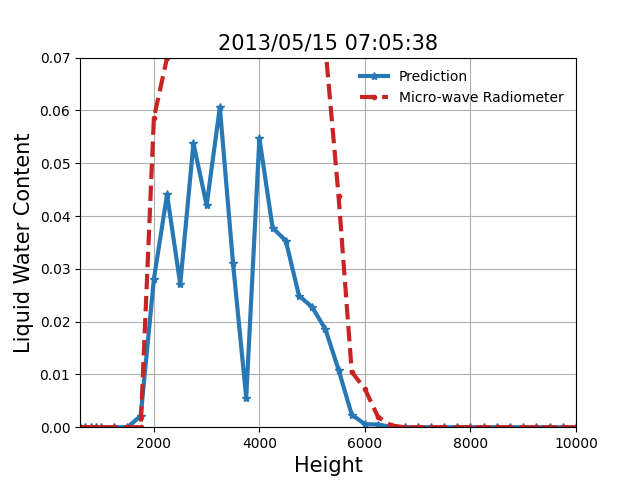 2013/05/15 07:05:38
Liquid Water Content
0.07
0.06
0.05
0.04
0.03
0.02
0.01
0.00
Prediction
Micro-wave Radiometer
2000 4000 6000 8000 10000
Height